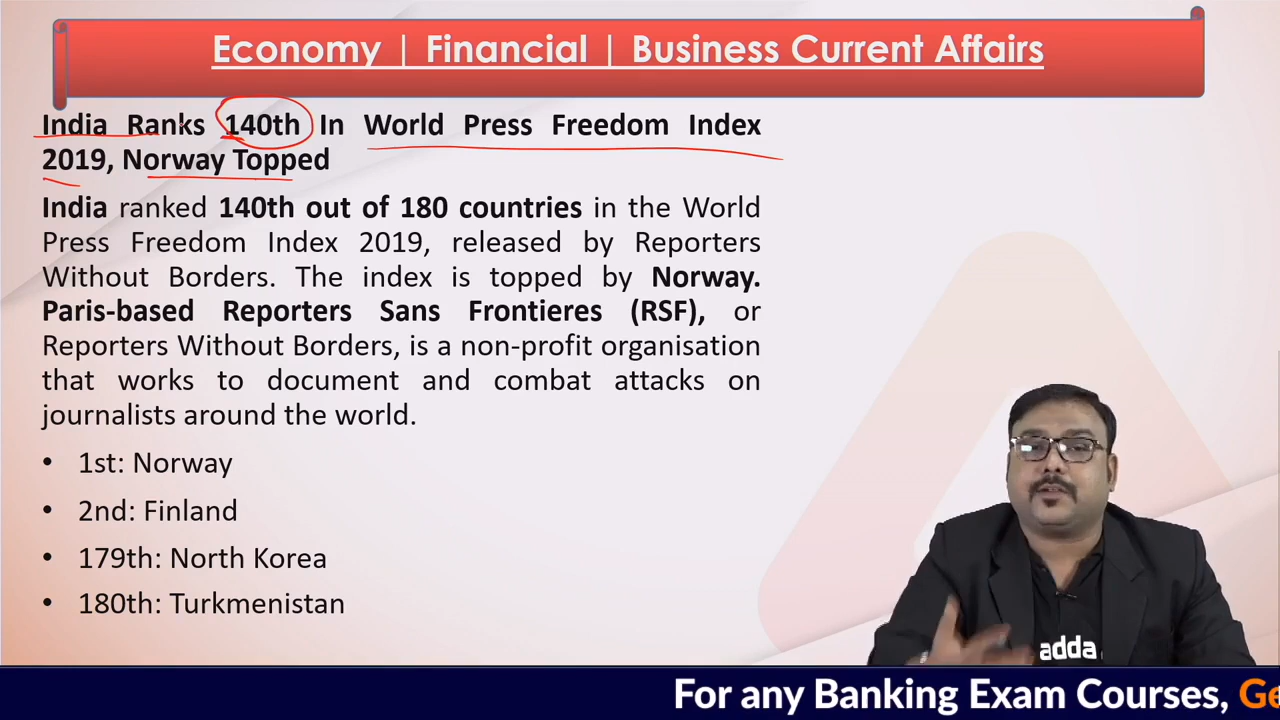 Economy | Financial | Business Current Affairs
India Ranks 140th In World Press Freedom Index
2019, Norway Topped
India ranked 140th out of 180 countries in the World
Press Freedom Index 2019, released by Reporters
Without Borders. The index is topped by Norway.
Paris-based Reporters Sans Frontieres (RSF), or
Reporters Without Borders, is a non-profit organisation
that works to document and combat attacks on
journalists around the world.
• 1st: Norway
• 2nd: Finland
• 179th: North Korea
• 180th: Turkmenistan
adda
For any Banking Exam Courses, Ge